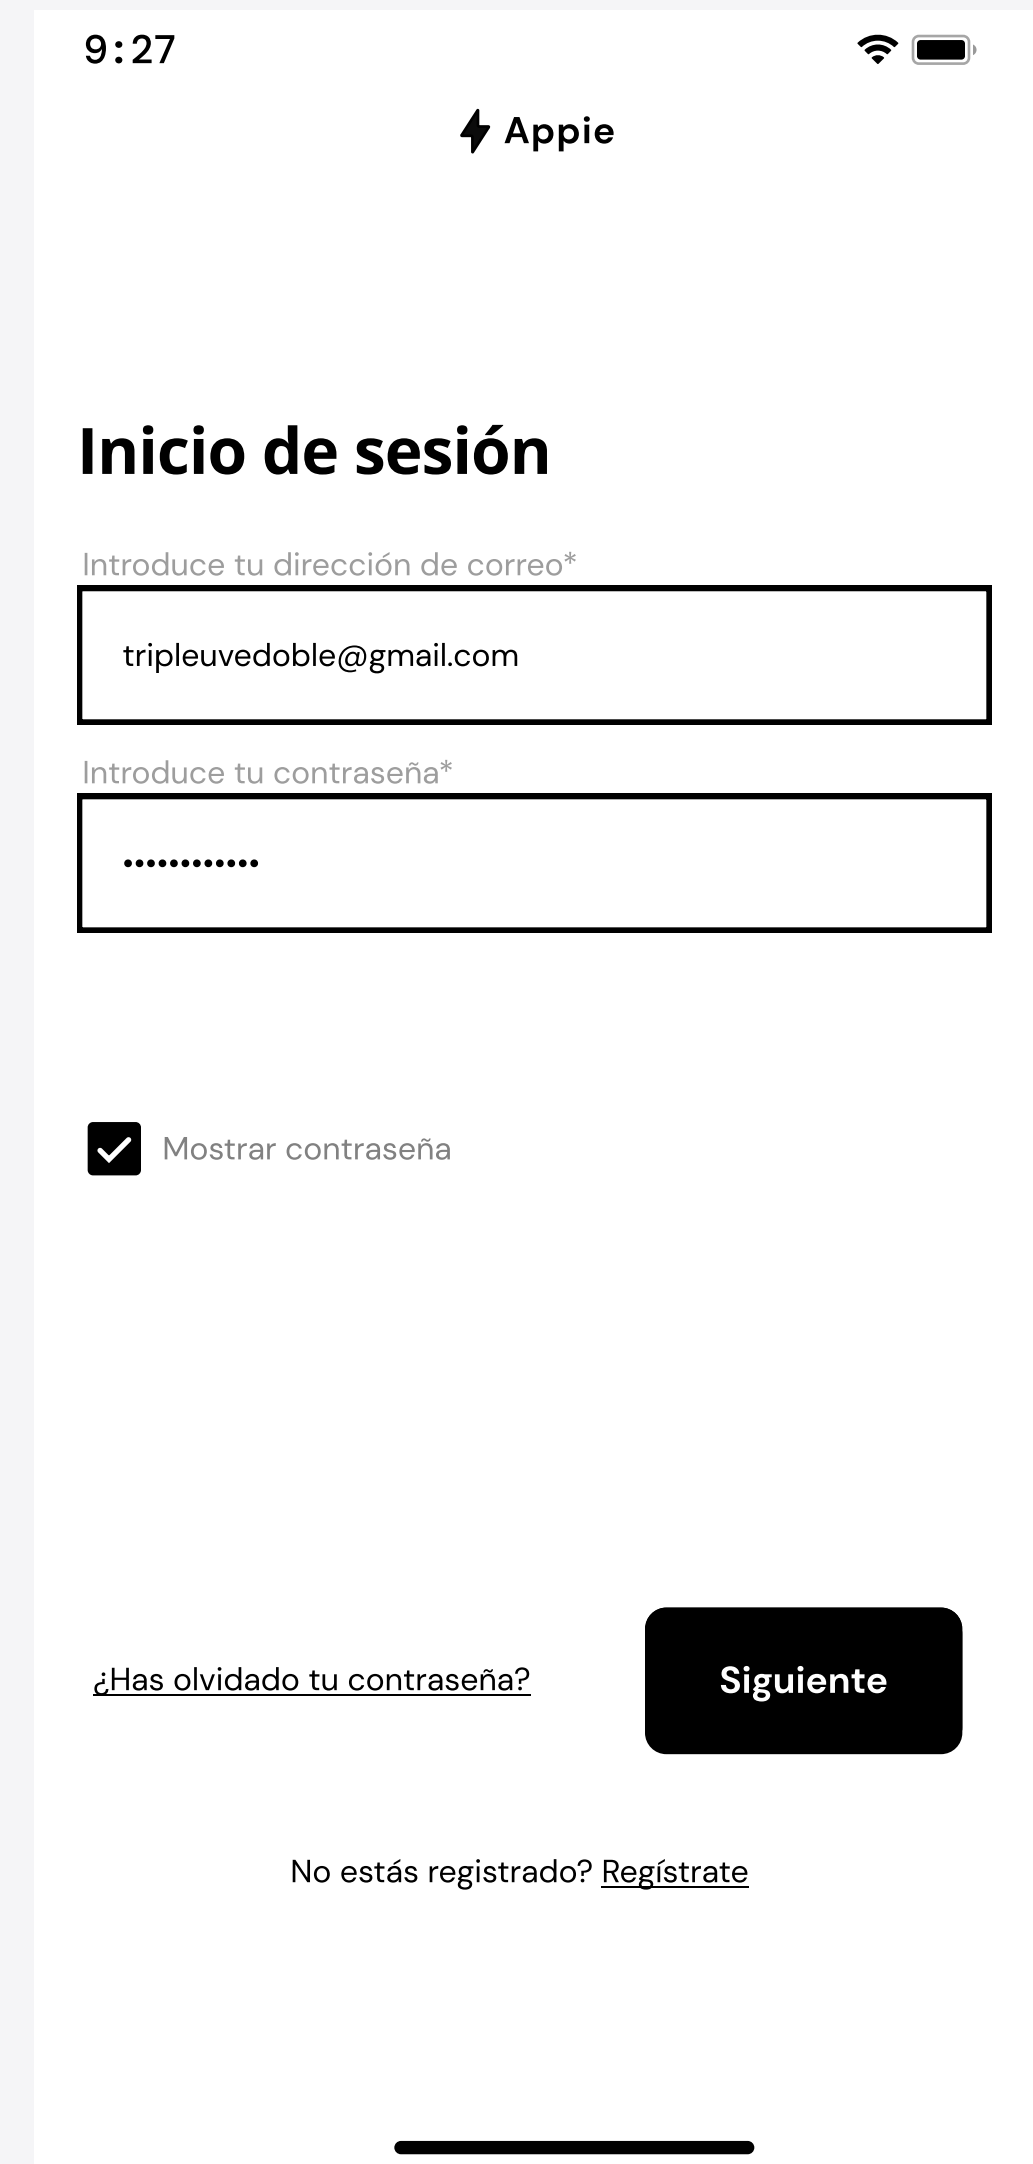 9:27
Appie
Inicio de sesión
Introduce tu dirección de correo*
tripleuvedoble@gmail.com
Introduce tu contraseña*
••••••••••••
Mostrar contraseña
¿Has olvidado tu contraseña?
Siguiente
No estás registrado? Regístrate